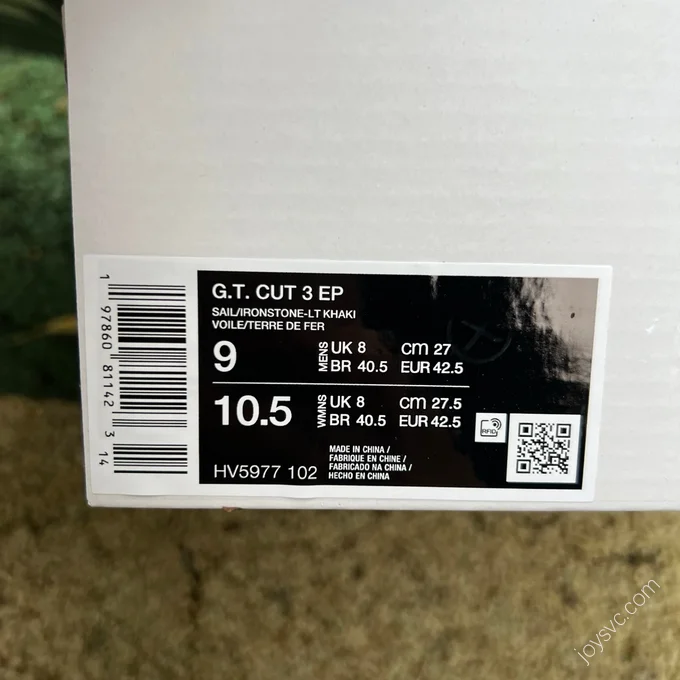 G.T. CUT 3 EP
SAIL/IRONSTONE-LT KHAKI
VOILE/TERRE DE FER
9 MENS UK 8 cm 27
BR 40.5 EUR 42.5
10.5 WMNS UK 8 cm 27.5
BR 40.5 EUR 42.5
RFID
HV5977 102
MADE IN CHINA /
FABRIQUE EN CHINE /
FABRICADO NA CHINA /
HECHO EN CHINA
1 97860 81142 3 14
joysvc.com